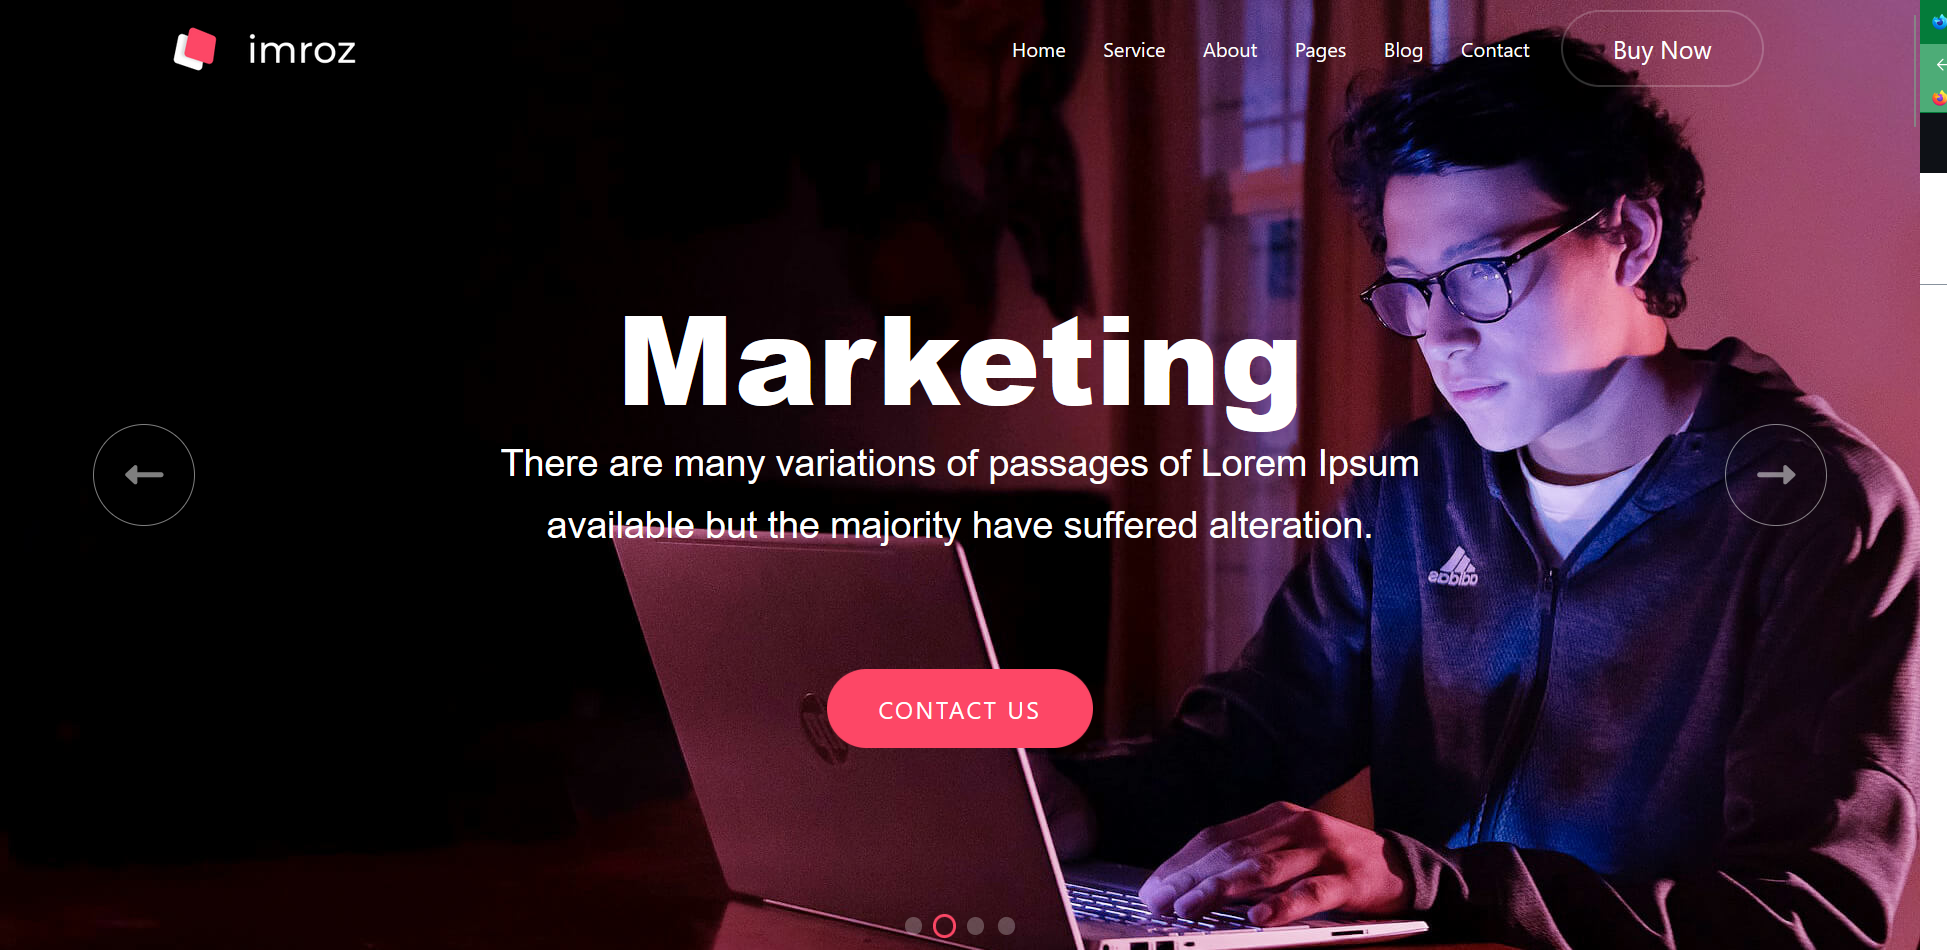 imroz
Home Service About Pages Blog Contact Buy Now
Marketing
There are many variations of passages of Lorem Ipsum
available but the majority have suffered alteration.
adidas
CONTACT US
hp